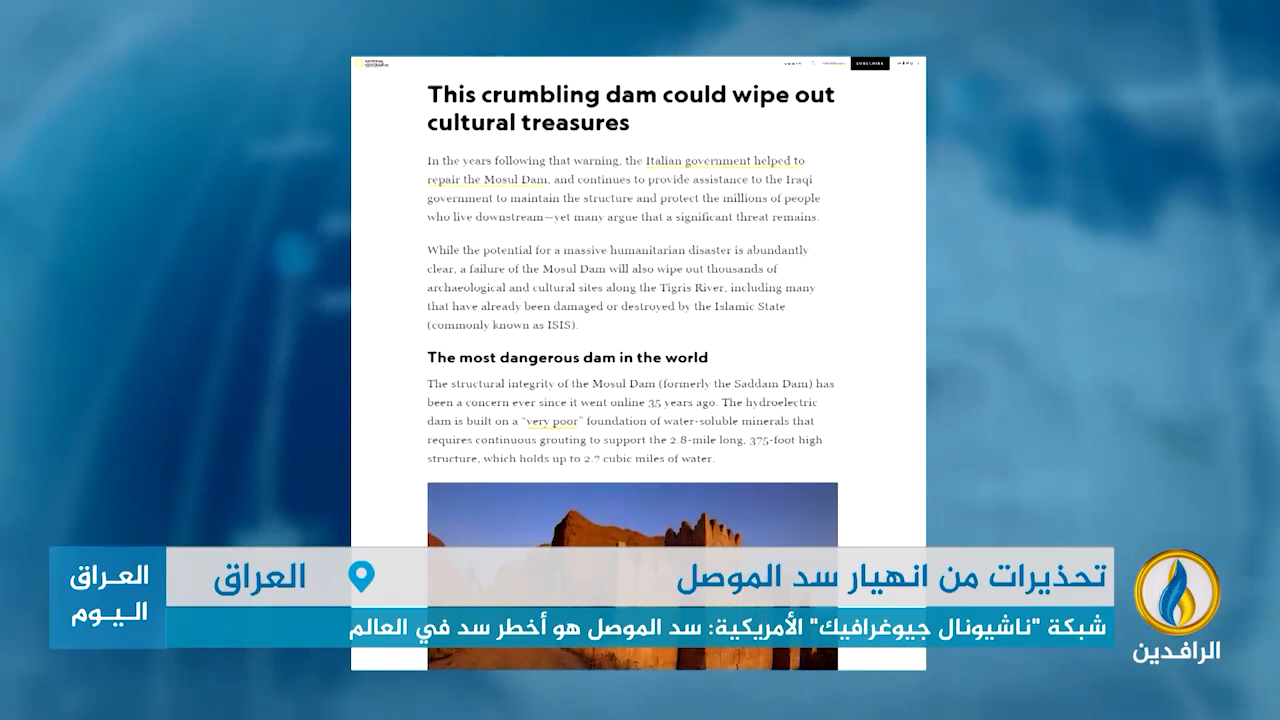 NATIONAL
GEOGRAPHIC
SUBSCRIBE
This crumbling dam could wipe out
cultural treasures
In the years following that warning, the Italian government helped to
repair the Mosul Dam, and continues to provide assistance to the Iraqi
government to maintain the structure and protect the millions of people
who live downstream—yet many argue that a significant threat remains.
While the potential for a massive humanitarian disaster is abundantly
clear, a failure of the Mosul Dam will also wipe out thousands of
archaeological and cultural sites along the Tigris River, including many
that have already been damaged or destroyed by the Islamic State
(commonly known as ISIS).
The most dangerous dam in the world
The structural integrity of the Mosul Dam (formerly the Saddam Dam) has
been a concern ever since it went online 35 years ago. The hydroelectric
dam is built on a “very poor” foundation of water-soluble minerals that
requires continuous grouting to support the 2.8-mile long, 375-foot high
structure, which holds up to 2.7 cubic miles of water.
تحذيرات من انهيار سد الموصل
العراق
شبكة "ناشيونال جيوغرافيك" الأمريكية: سد الموصل هو أخطر سد في العالم
العـراق
اليـوم
الرافدين